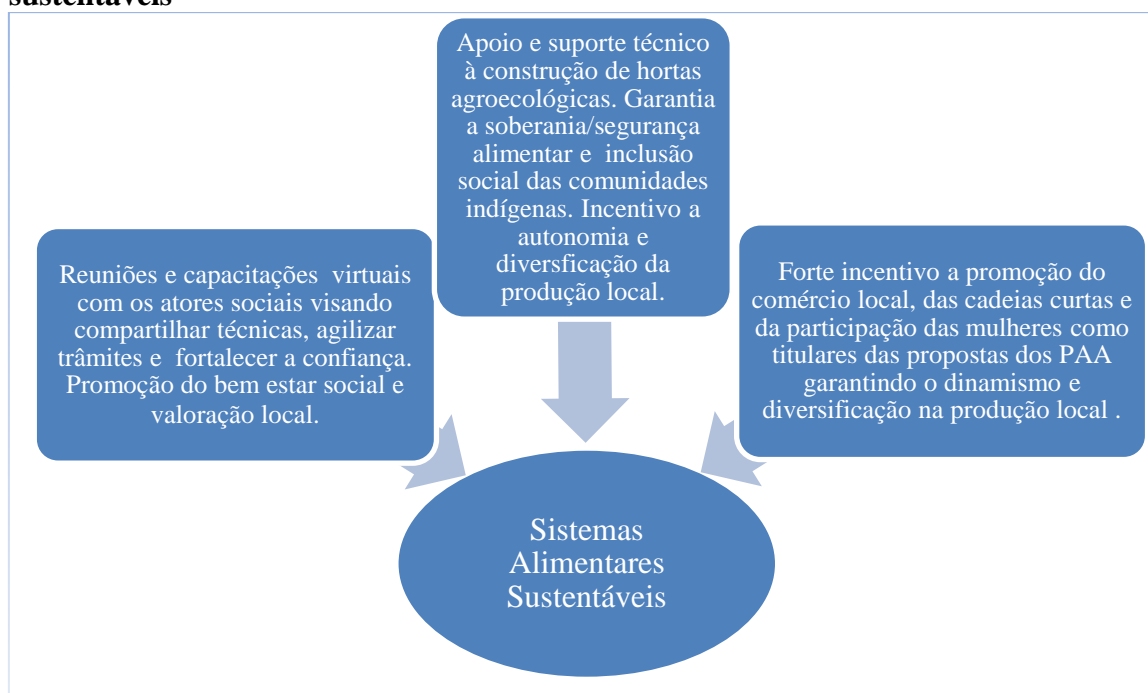 sustentáveis
Apoio e suporte técnico
à construção de hortas
agroecológicas. Garantia
a soberania/segurança
alimentar e inclusão
social das comunidades
indígenas. Incentivo a
autonomia e
diversficação da
produção local.
Reuniões e capacitações virtuais
com os atores sociais visando
compartilhar técnicas, agilizar
trâmites e fortalecer a confiança.
Promoção do bem estar social e
valoração local.
Forte incentivo a promoção do
comércio local, das cadeias curtas e
da participação das mulheres como
titulares das propostas dos PAA
garantindo o dinamismo e
diversificação na produção local .
Sistemas
Alimentares
Sustentáveis